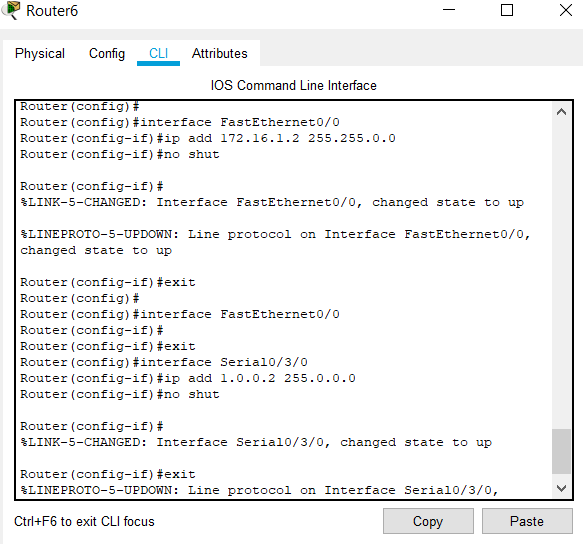 Router6
Physical Config CLI Attributes
IOS Command Line Interface
Router(config)#
Router(config)#interface FastEthernet0/0
Router(config-if)#ip add 172.16.1.2 255.255.0.0
Router(config-if)#no shut
Router(config-if)#
%LINK-5-CHANGED: Interface FastEthernet0/0, changed state to up
%LINEPROTO-5-UPDOWN: Line protocol on Interface FastEthernet0/0,
changed state to up
Router(config-if)#exit
Router(config)#
Router(config)#interface FastEthernet0/0
Router(config-if)#
Router(config-if)#exit
Router(config)#interface Serial0/3/0
Router(config-if)#ip add 1.0.0.2 255.0.0.0
Router(config-if)#no shut
Router(config-if)#
%LINK-5-CHANGED: Interface Serial0/3/0, changed state to up
Router(config-if)#exit
%LINEPROTO-5-UPDOWN: Line protocol on Interface Serial0/3/0,
Ctrl+F6 to exit CLI focus Copy Paste